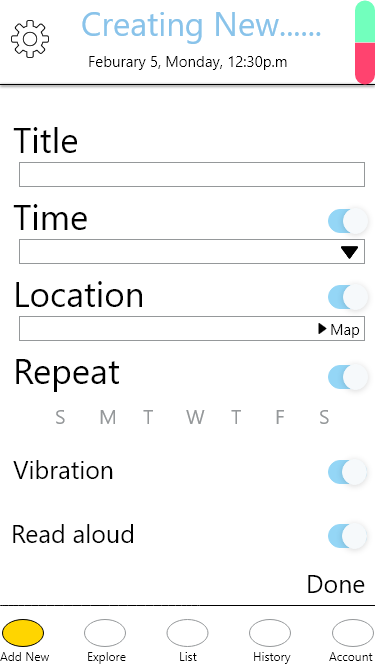 Creating New......
Feburary 5, Monday, 12:30p.m
Title
Time
Location
Map
Repeat
S M T W T F S
Vibration
Read aloud
Done
Add New Explore List History Account